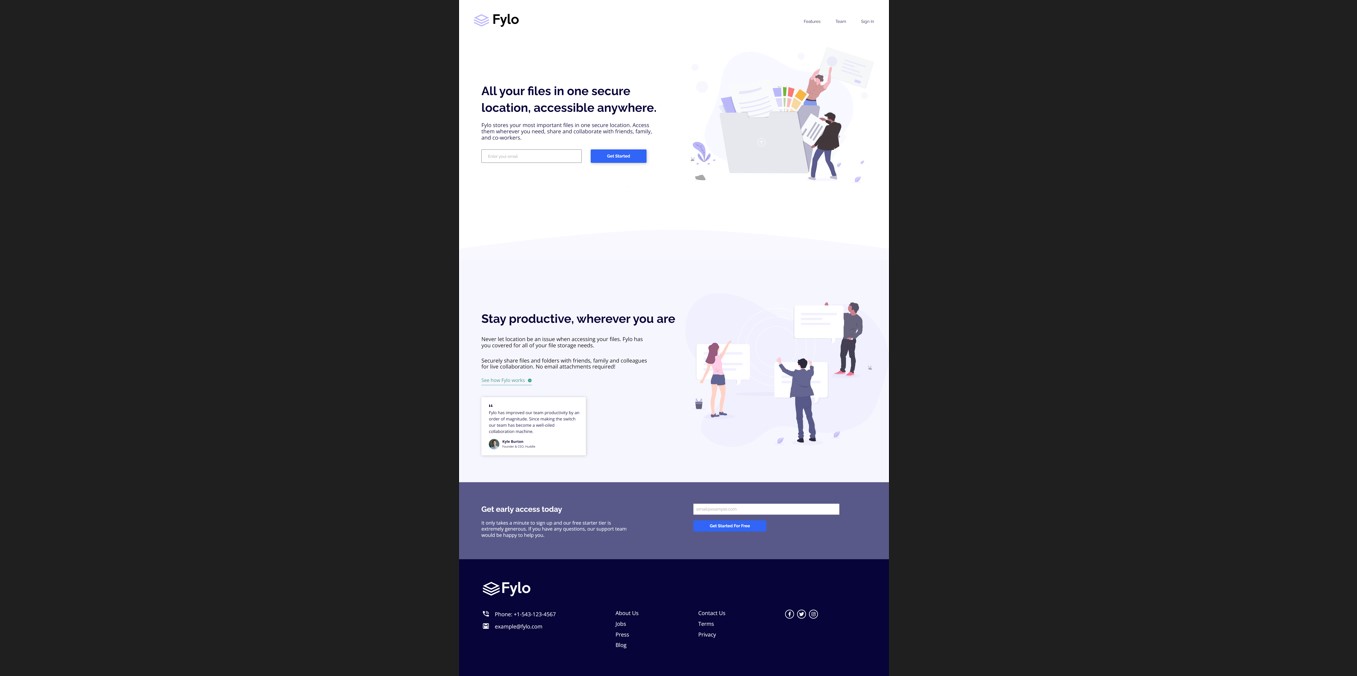 Fylo
Features Team Sign In
All your files in one secure
location, accessible anywhere.
Fylo stores your most important files in one secure location. Access
them wherever you need, share and collaborate with friends, family,
and co-workers.
Enter your email
Get Started
Stay productive, wherever you are
Never let location be an issue when accessing your files. Fylo has
you covered for all of your file storage needs.
Securely share files and folders with friends, family and colleagues
for live collaboration. No email attachments required!
See how Fylo works
“
Fylo has improved our team productivity by an
order of magnitude. Since making the switch
our team has become a well-oiled
collaboration machine.
Kyle Burton
Founder & CEO, Huddle
Get early access today
It only takes a minute to sign up and our free starter tier is
extremely generous. If you have any questions, our support team
would be happy to help you.
email@example.com
Get Started For Free
Fylo
Phone: +1-543-123-4567
example@fylo.com
About Us
Jobs
Press
Blog
Contact Us
Terms
Privacy